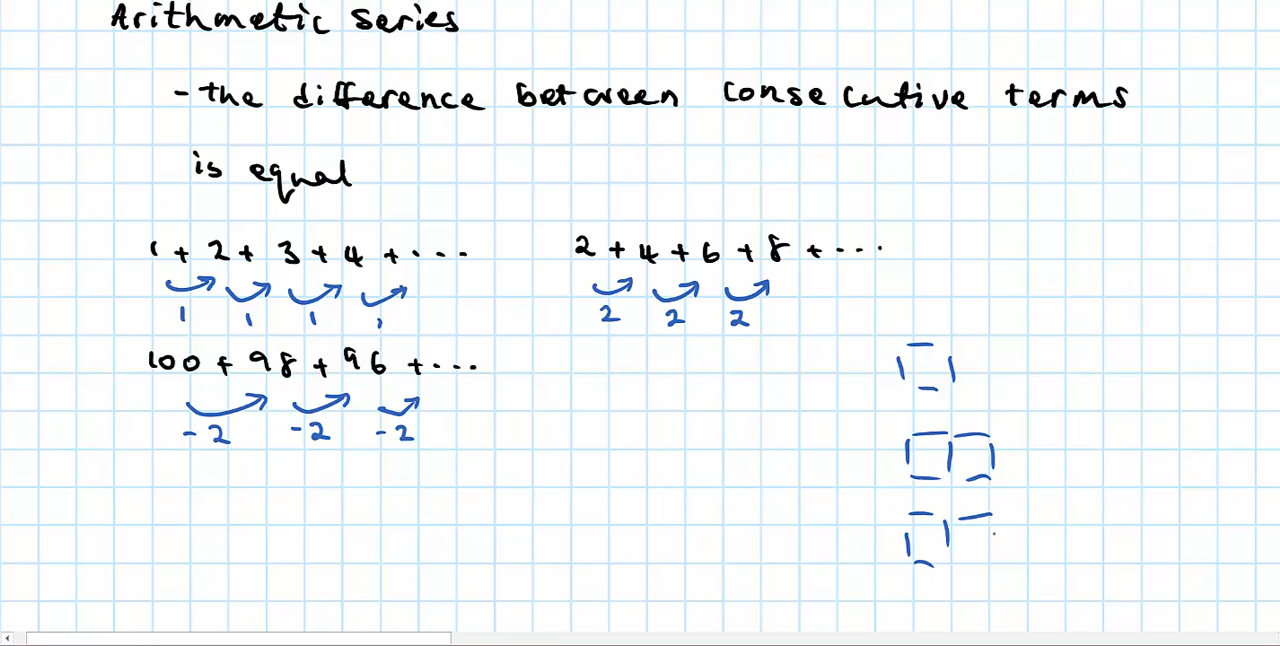 Arithmetic series
- the difference between consecutive terms
is equal
1 + 2 + 3 + 4 + ... 2 + 4 + 6 + 8 + ...
1 1 1 1 2 2 2
100 + 98 + 96 + ...
-2 -2 -2